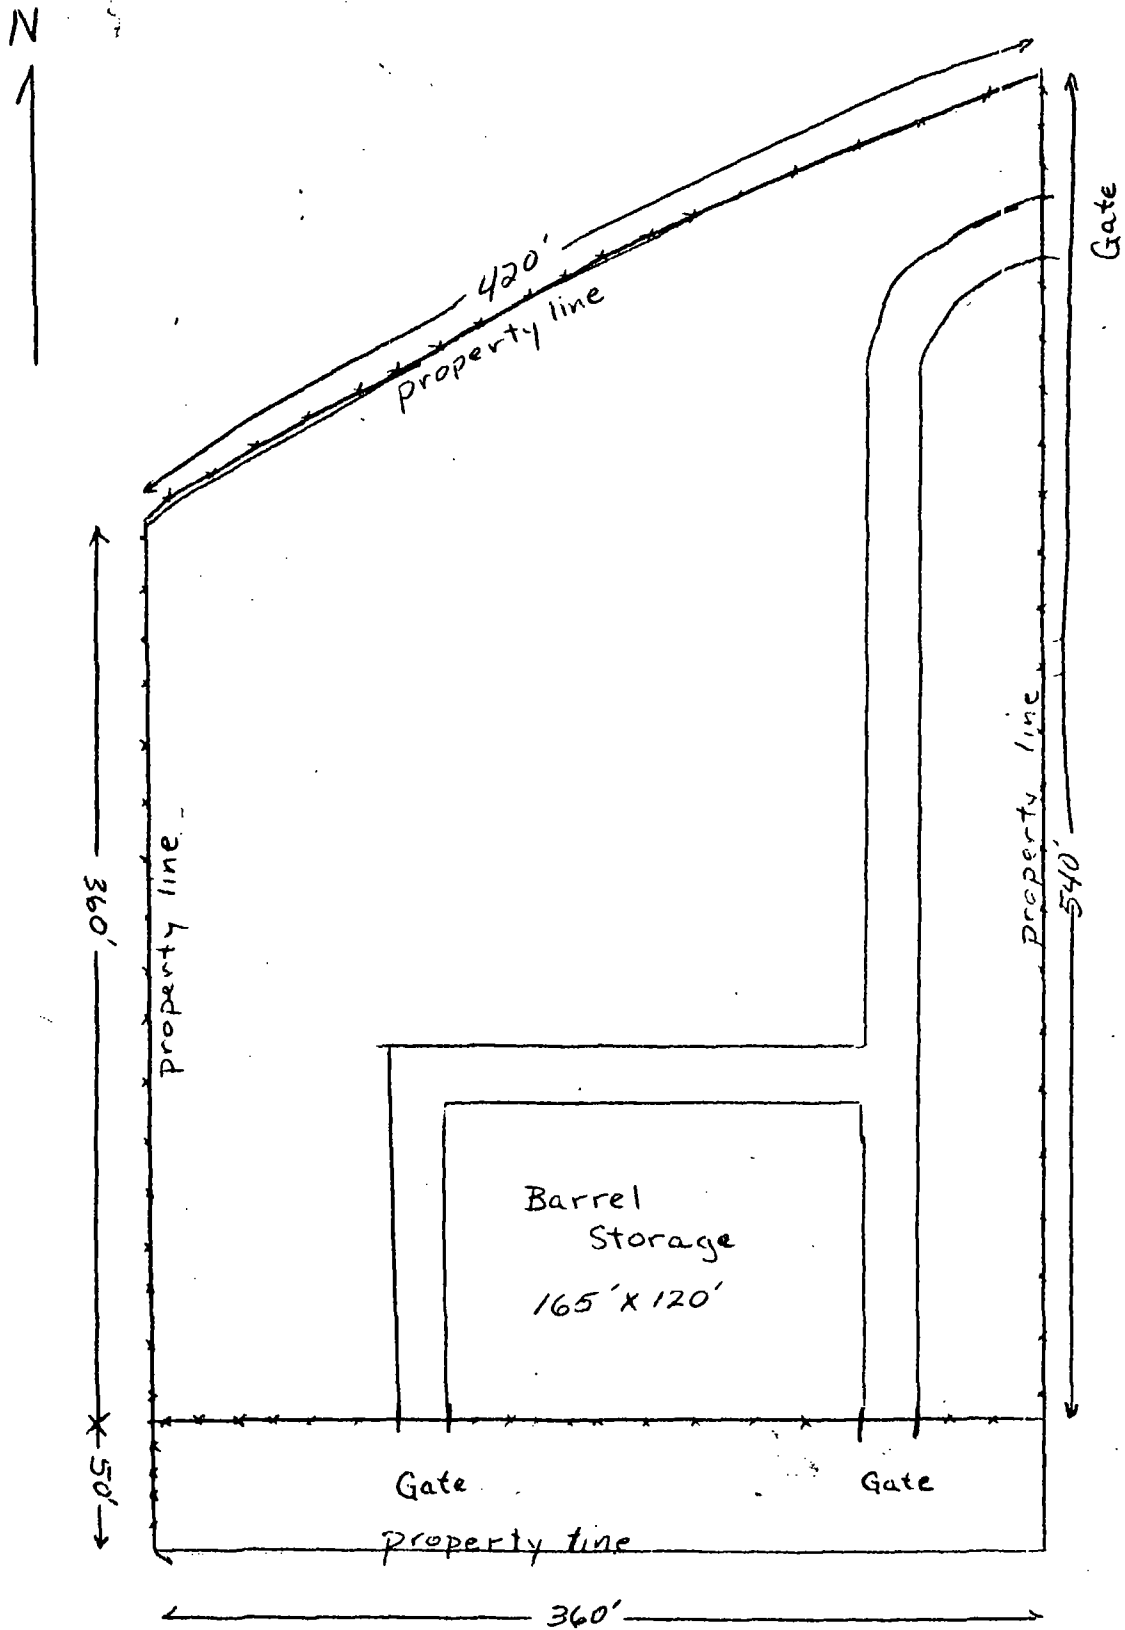 N
Gate
420'
property line
property line
360'
property line
540'
Barrel
Storage
165' X 120'
50'
Gate
Gate
property line
360'